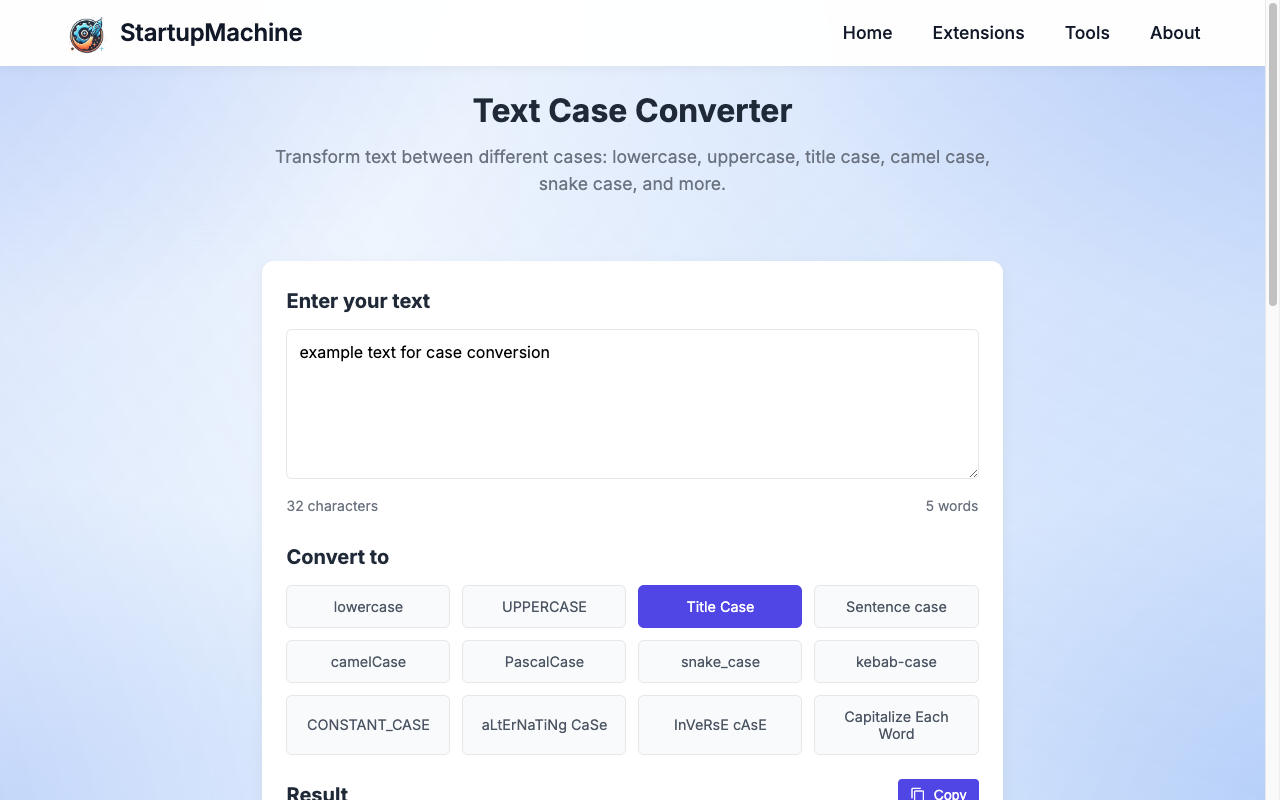 StartupMachine
Home
Extensions
Tools
About
Text Case Converter
Transform text between different cases: lowercase, uppercase, title case, camel case,
snake case, and more.
Enter your text
example text for case conversion
32 characters
5 words
Convert to
lowercase
UPPERCASE
Title Case
Sentence case
camelCase
PascalCase
snake_case
kebab-case
CONSTANT_CASE
aLtErNaTiNg CaSe
InVeRsE cAsE
Capitalize Each
Word
Result
Copy